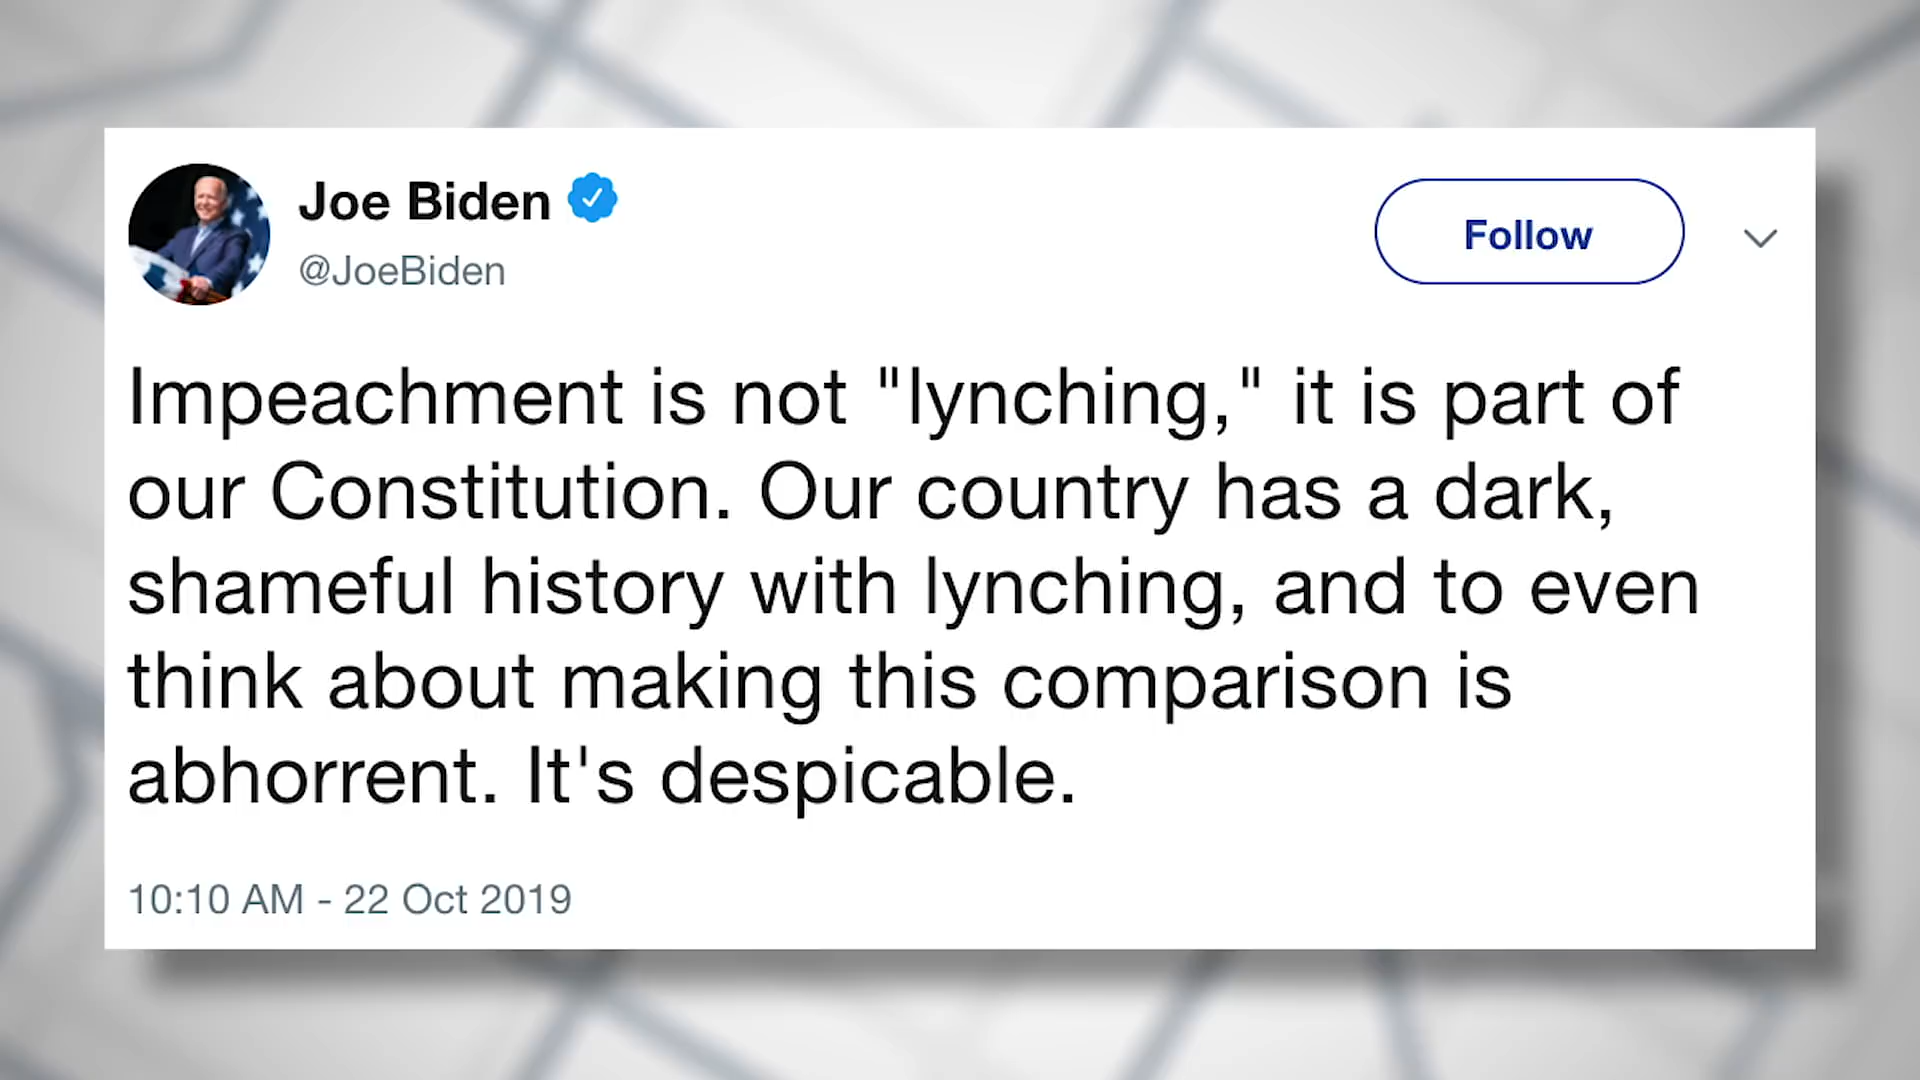 Joe Biden
@JoeBiden
Follow
Impeachment is not "lynching," it is part of
our Constitution. Our country has a dark,
shameful history with lynching, and to even
think about making this comparison is
abhorrent. It's despicable.
10:10 AM - 22 Oct 2019